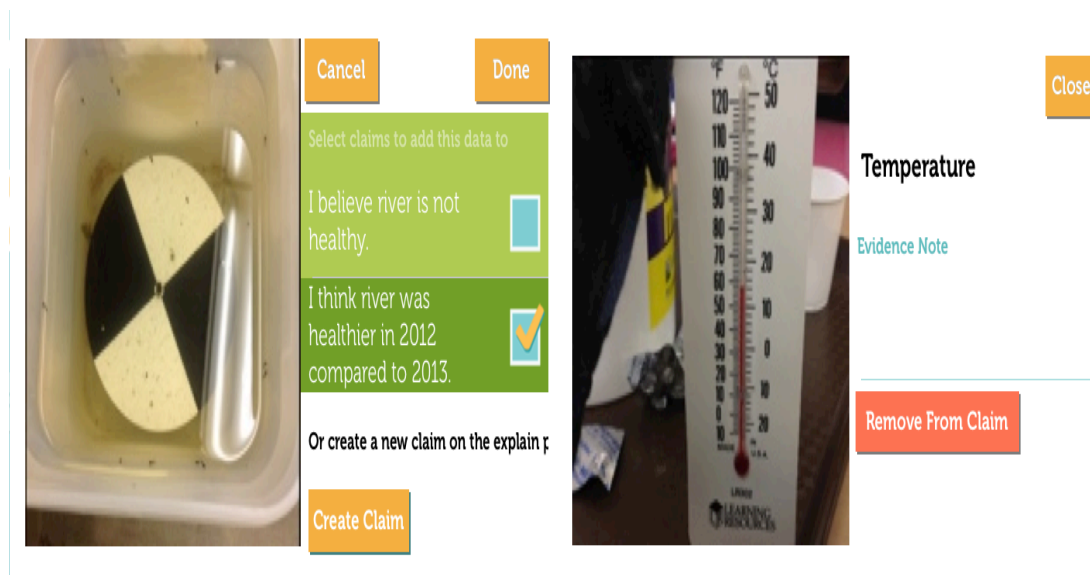 Cancel
Done
Select claims to add this data to
I believe river is not
healthy.
I think river was
healthier in 2012
compared to 2013.
Or create a new claim on the explain p
Create Claim
°F °C
120 50
110
100 40
90
80 30
70 20
60
50 10
40
30 0
20
10 10
0 20
10
U.S.A.
LEARNING
RESOURCES
Close
Temperature
Evidence Note
Remove From Claim